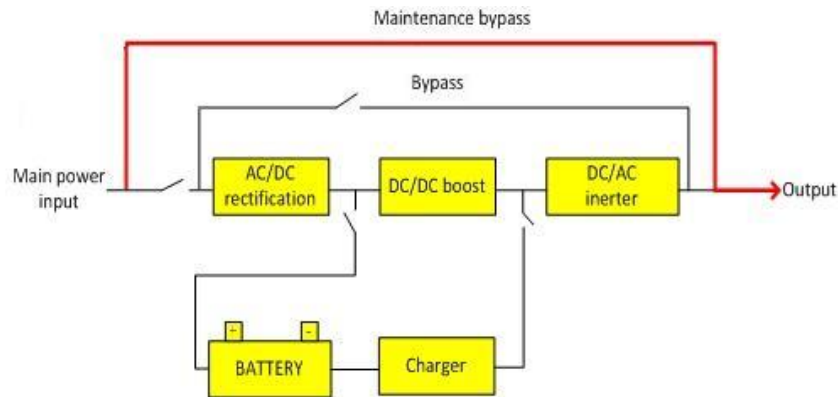 Maintenance bypass
Bypass
Main power
input
AC/DC
rectification
DC/DC boost
DC/AC
inerter
Output
+
-
BATTERY
Charger